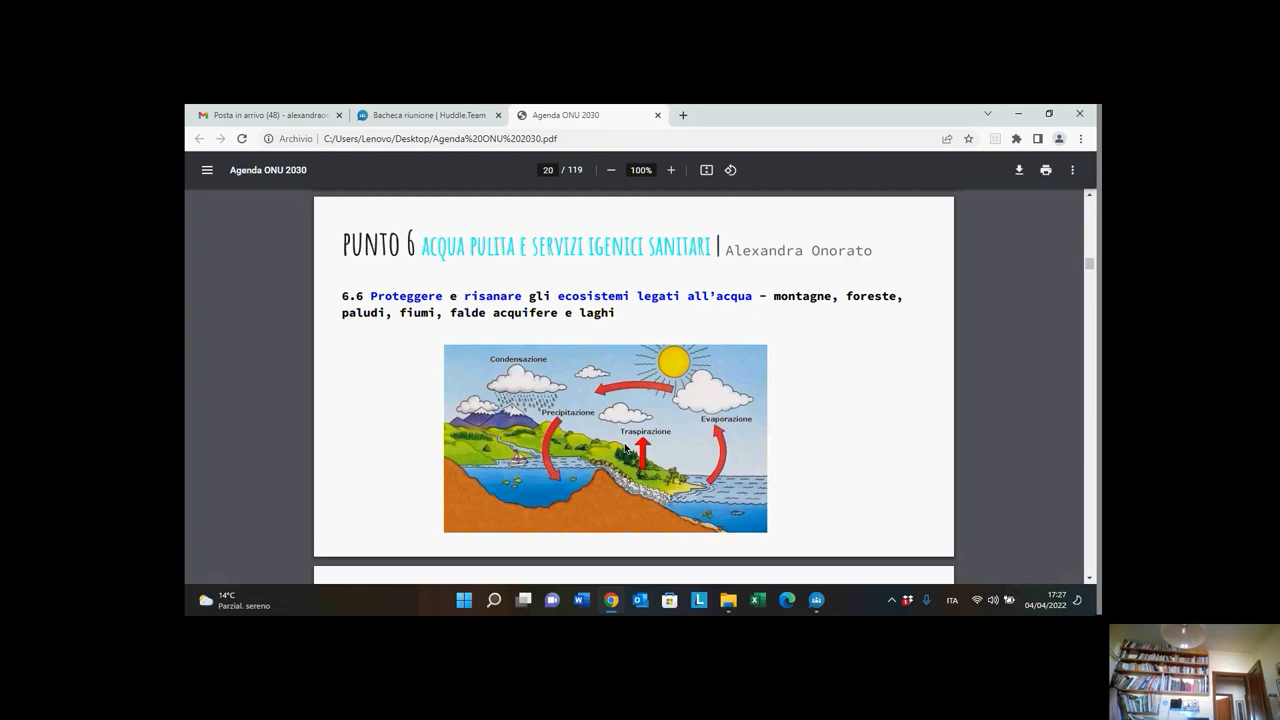 Posta in arrivo (48) - alexandrao
Bacheca riunione | Huddle.Team
Agenda ONU 2030
Archivio
C:/Users/Lenovo/Desktop/Agenda%20ONU%202030.pdf
Agenda ONU 2030
20 / 119
100%
PUNTO 6 ACQUA PULITA E SERVIZI IGENICI SANITARI | Alexandra Onorato
6.6 Proteggere e risanare gli ecosistemi legati all’acqua – montagne, foreste,
paludi, fiumi, falde acquifere e laghi
Condensazione
Precipitazione
Evaporazione
Traspirazione
14°C
Parzial. sereno
ITA
17:27
04/04/2022